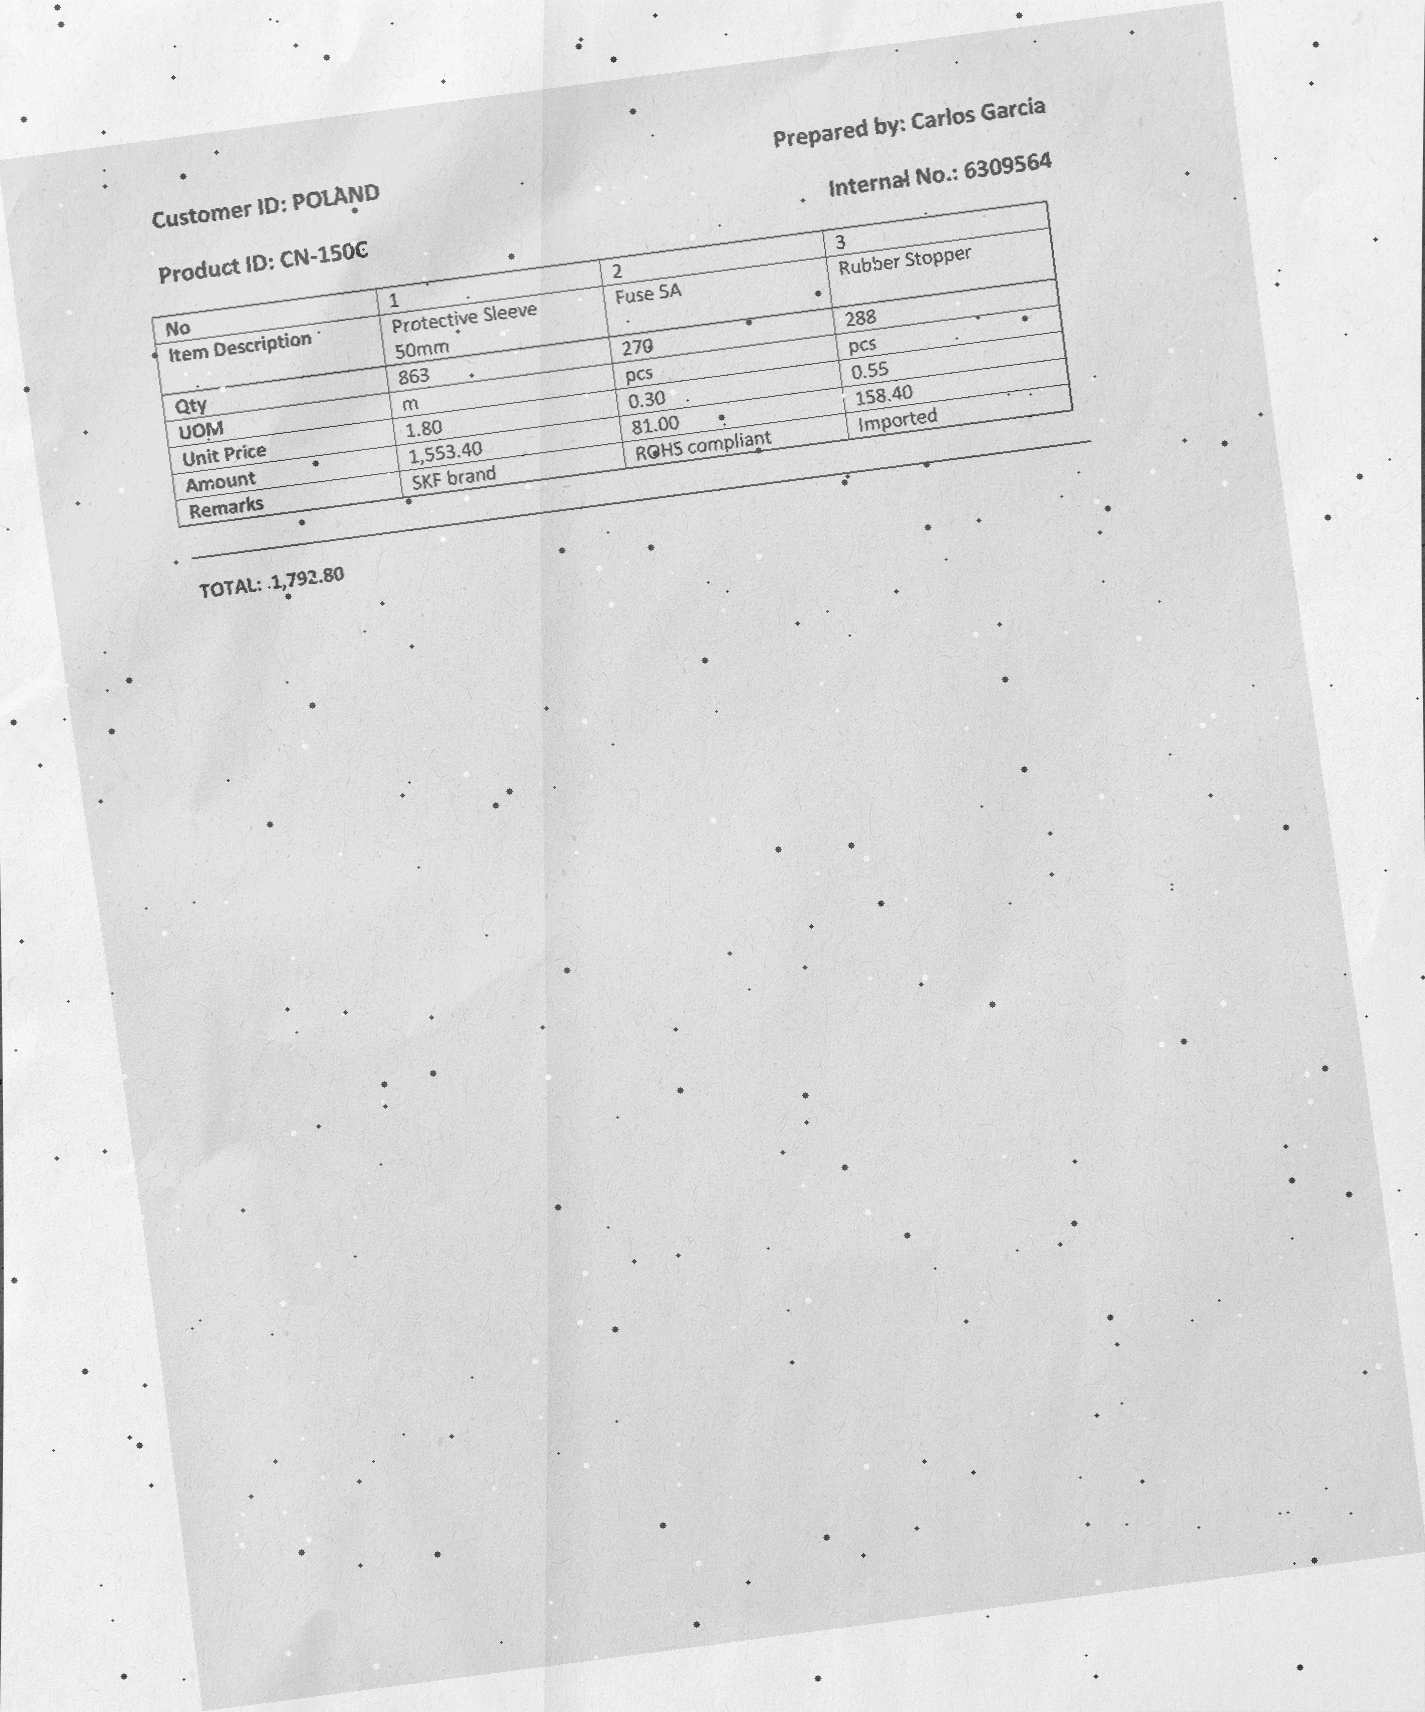 Prepared by: Carlos Garcia
Customer ID: POLAND
Internal No.: 6309564
Product ID: CN-150C
No 1 2 3
Item Description Protective Sleeve 50mm Fuse 5A Rubber Stopper
Qty 863 270 288
UOM m pcs pcs
Unit Price 1.80 0.30 0.55
Amount 1,553.40 81.00 158.40
Remarks SKF brand ROHS compliant Imported
TOTAL: 1,792.80